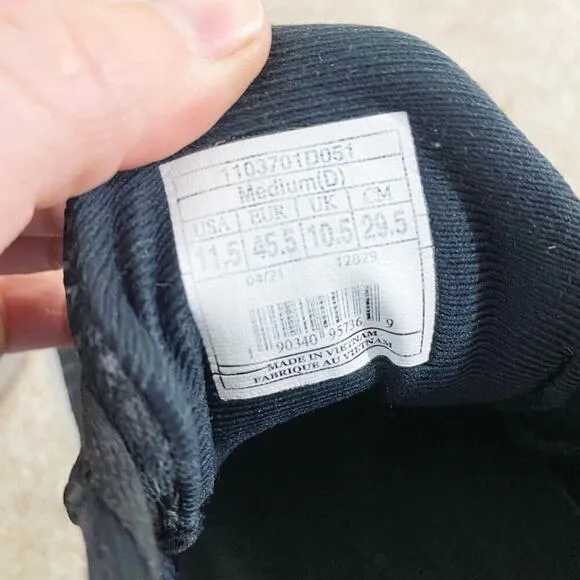 1103701D051
Medium(D)
USA EUR UK CM
11.5 45.5 10.5 29.5
04/21 12829
1 90340 95736 9
MADE IN VIETNAM
FABRIQUE AU VIETNAM